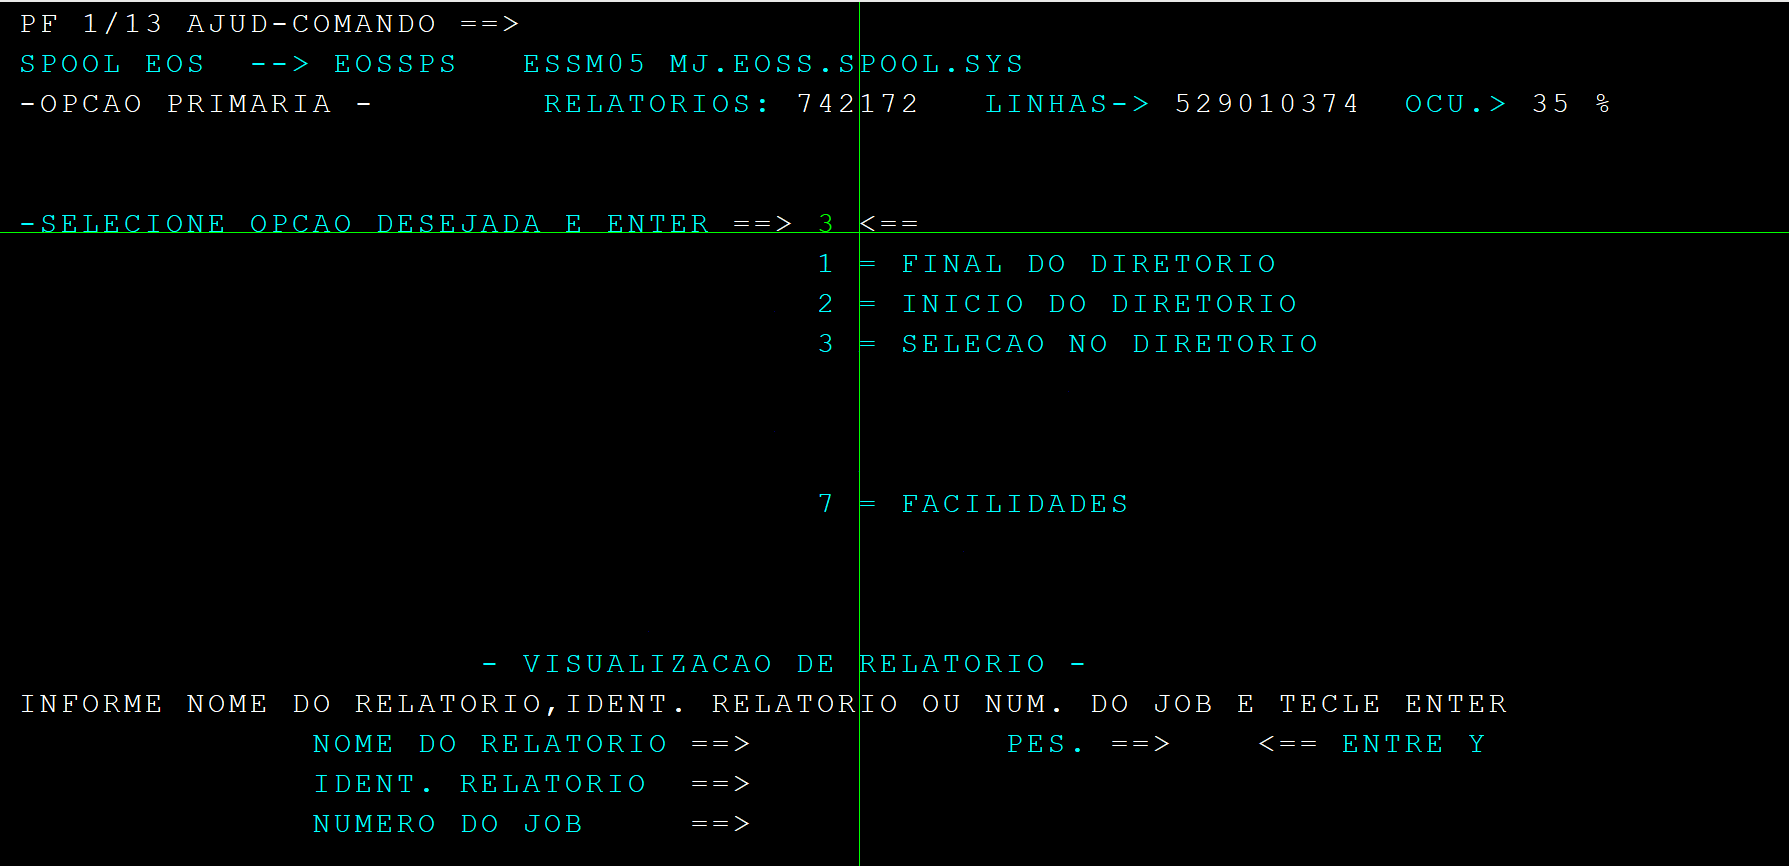 PF 1/13 AJUD-COMANDO ==>
SPOOL EOS --> EOSSPS ESSM05 MJ.EOSS.SPOOL.SYS
-OPCAO PRIMARIA - RELATORIOS: 742172 LINHAS-> 529010374 OCU.> 35 %
-SELECIONE OPCAO DESEJADA E ENTER ==> 3 <==
1 = FINAL DO DIRETORIO
2 = INICIO DO DIRETORIO
3 = SELECAO NO DIRETORIO
7 = FACILIDADES
- VISUALIZACAO DE RELATORIO -
INFORME NOME DO RELATORIO,IDENT. RELATORIO OU NUM. DO JOB E TECLE ENTER
NOME DO RELATORIO ==> PES. ==> <== ENTRE Y
IDENT. RELATORIO ==>
NUMERO DO JOB ==>